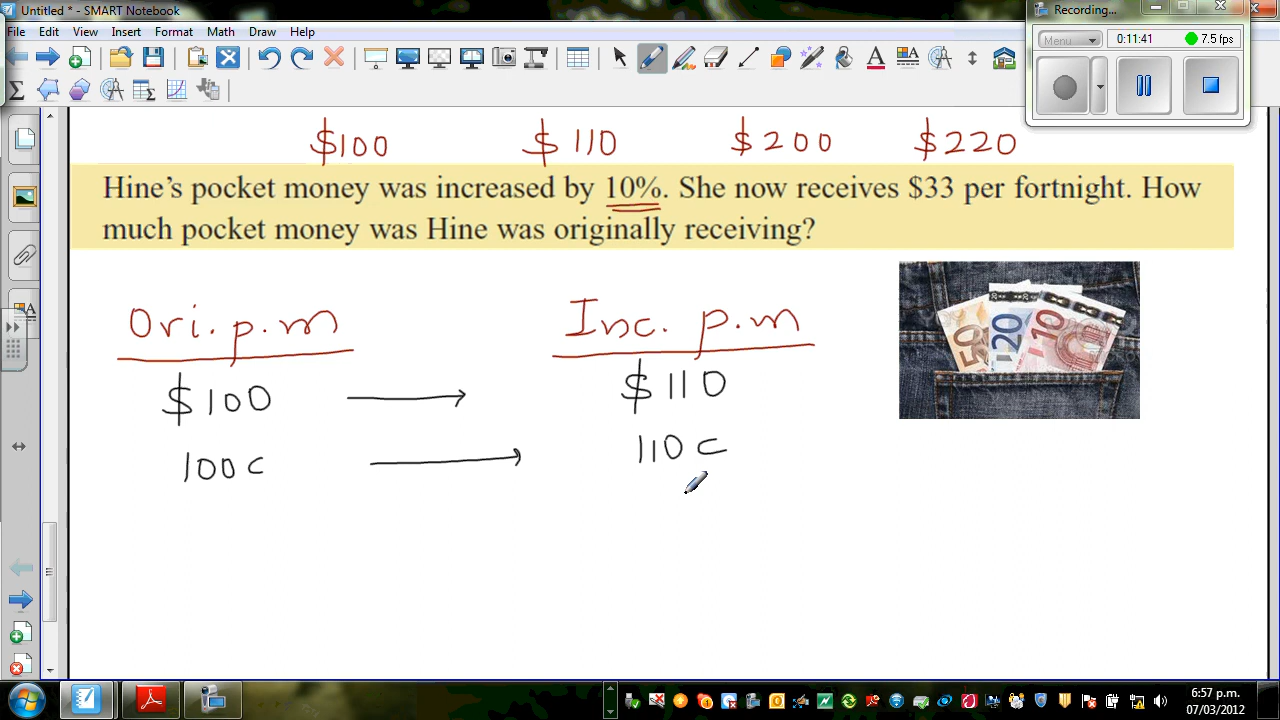 Untitled * - SMART Notebook
Recording...
File Edit View Insert Format Math Draw Help
Menu 0:11:41 7.5 fps
$100 $110 $200 $220
Hine's pocket money was increased by 10%. She now receives $33 per fortnight. How
much pocket money was Hine was originally receiving?
Ori. p.m Inc. p.m
50 20 10
$100 $110
100c 110c
6:57 p.m.
07/03/2012